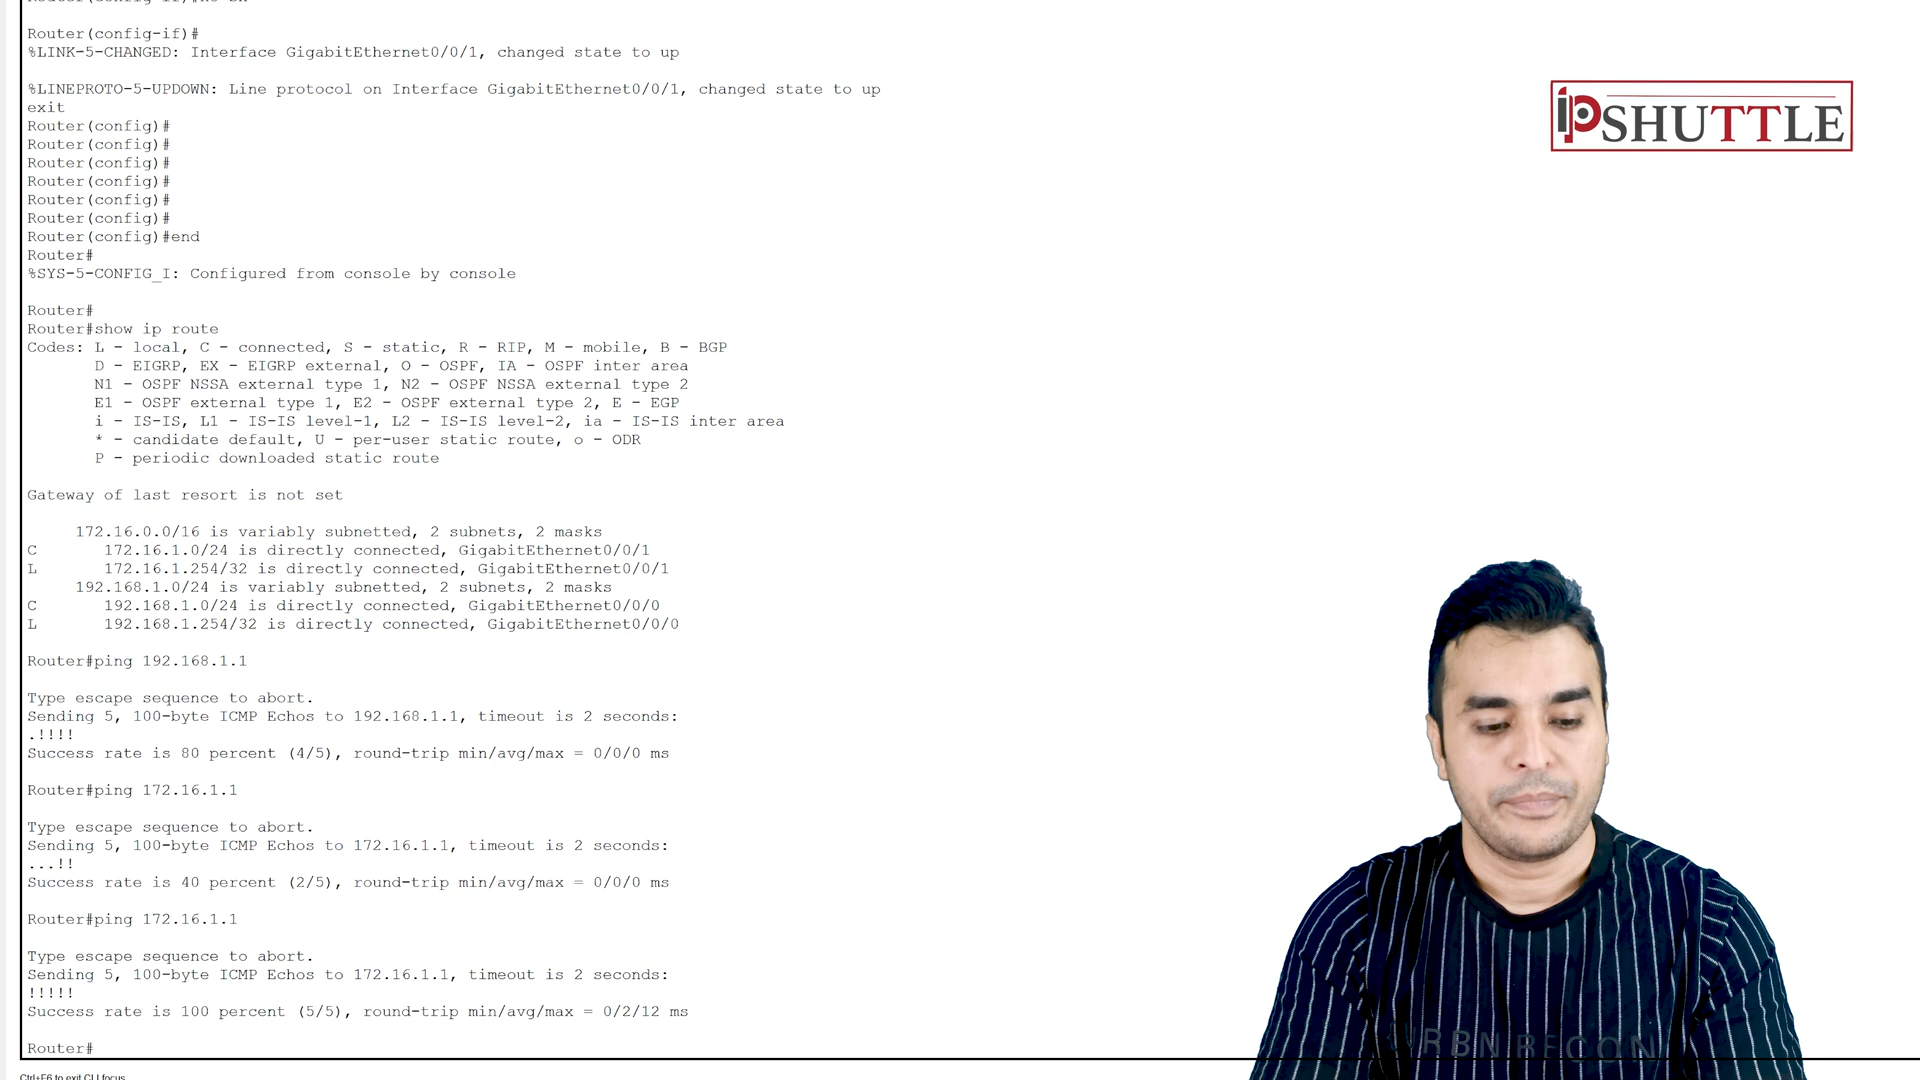 Router(config-if)#
%LINK-5-CHANGED: Interface GigabitEthernet0/0/1, changed state to up
%LINEPROTO-5-UPDOWN: Line protocol on Interface GigabitEthernet0/0/1, changed state to up
exit
Router(config)#
Router(config)#
Router(config)#
Router(config)#
Router(config)#
Router(config)#
Router(config)#end
Router#
%SYS-5-CONFIG_I: Configured from console by console
Router#
Router#show ip route
Codes: L - local, C - connected, S - static, R - RIP, M - mobile, B - BGP
D - EIGRP, EX - EIGRP external, O - OSPF, IA - OSPF inter area
N1 - OSPF NSSA external type 1, N2 - OSPF NSSA external type 2
E1 - OSPF external type 1, E2 - OSPF external type 2, E - EGP
i - IS-IS, L1 - IS-IS level-1, L2 - IS-IS level-2, ia - IS-IS inter area
* - candidate default, U - per-user static route, o - ODR
P - periodic downloaded static route
Gateway of last resort is not set
172.16.0.0/16 is variably subnetted, 2 subnets, 2 masks
C 172.16.1.0/24 is directly connected, GigabitEthernet0/0/1
L 172.16.1.254/32 is directly connected, GigabitEthernet0/0/1
192.168.1.0/24 is variably subnetted, 2 subnets, 2 masks
C 192.168.1.0/24 is directly connected, GigabitEthernet0/0/0
L 192.168.1.254/32 is directly connected, GigabitEthernet0/0/0
Router#ping 192.168.1.1
Type escape sequence to abort.
Sending 5, 100-byte ICMP Echos to 192.168.1.1, timeout is 2 seconds:
.!!!!
Success rate is 80 percent (4/5), round-trip min/avg/max = 0/0/0 ms
Router#ping 172.16.1.1
Type escape sequence to abort.
Sending 5, 100-byte ICMP Echos to 172.16.1.1, timeout is 2 seconds:
...!!
Success rate is 40 percent (2/5), round-trip min/avg/max = 0/0/0 ms
Router#ping 172.16.1.1
Type escape sequence to abort.
Sending 5, 100-byte ICMP Echos to 172.16.1.1, timeout is 2 seconds:
!!!!!
Success rate is 100 percent (5/5), round-trip min/avg/max = 0/2/12 ms
Router#
Ctrl+F6 to exit CLI focus
ipSHUTTLE
RECON